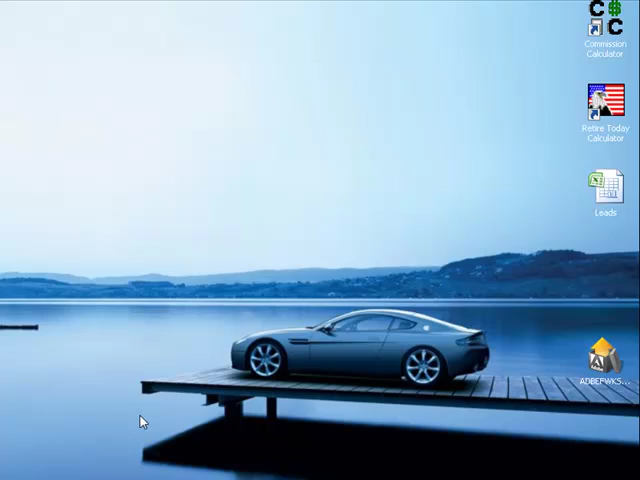 C $
C
Commission
Calculator
Retire Today
Calculator
Leads
ADBEFWKS...